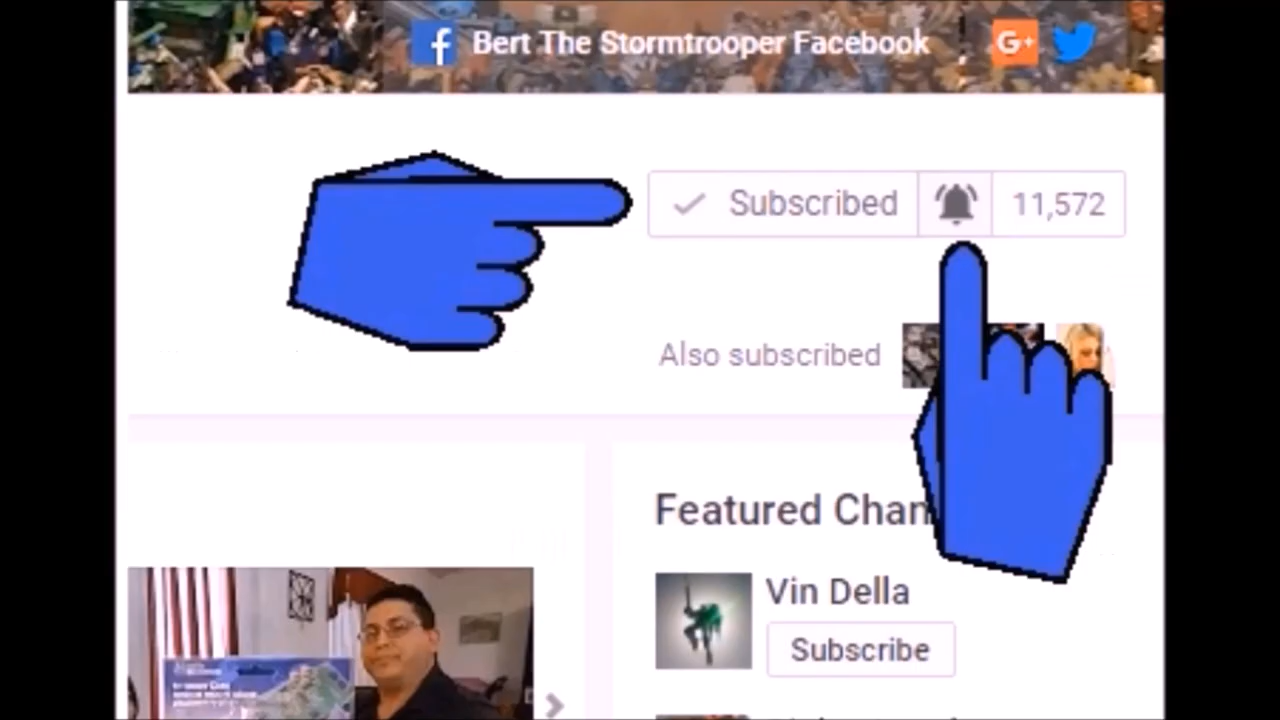 f Bert The Stormtrooper Facebook G+
Subscribed 11,572
Also subscribed
Featured Chan
Vin Della
Subscribe